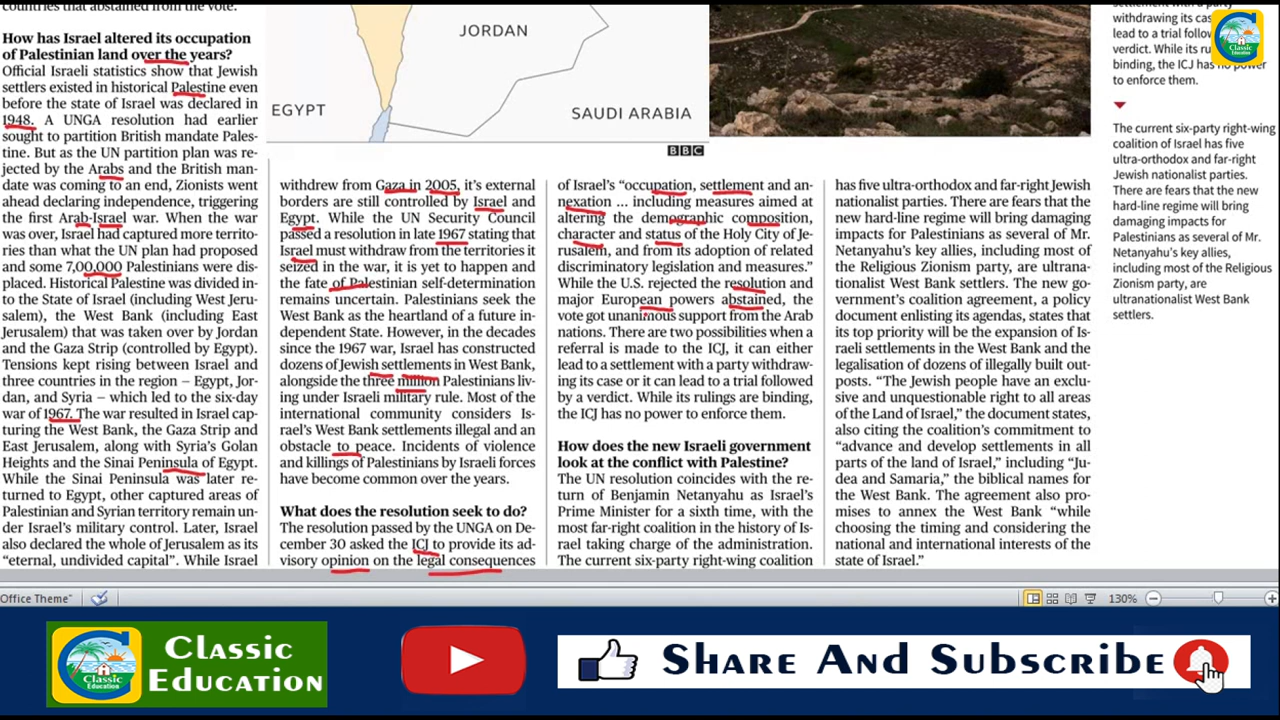 countries that abstained from the vote.
How has Israel altered its occupation
of Palestinian land over the years?
Official Israeli statistics show that Jewish
settlers existed in historical Palestine even
before the state of Israel was declared in
1948. A UNGA resolution had earlier
sought to partition British mandate Pales-
tine. But as the UN partition plan was re-
jected by the Arabs and the British man-
date was coming to an end, Zionists went
ahead declaring independence, triggering
the first Arab-Israel war. When the war
was over, Israel had captured more territo-
ries than what the UN plan had proposed
and some 7,00,000 Palestinians were dis-
placed. Historical Palestine was divided in-
to the State of Israel (including West Jeru-
salem), the West Bank (including East
Jerusalem) that was taken over by Jordan
and the Gaza Strip (controlled by Egypt).
Tensions kept rising between Israel and
three countries in the region – Egypt, Jor-
dan, and Syria – which led to the six-day
war of 1967. The war resulted in Israel cap-
turing the West Bank, the Gaza Strip and
East Jerusalem, along with Syria's Golan
Heights and the Sinai Peninsula of Egypt.
While the Sinai Peninsula was later re-
turned to Egypt, other captured areas of
Palestinian and Syrian territory remain un-
der Israel's military control. Later, Israel
also declared the whole of Jerusalem as its
"eternal, undivided capital". While Israel
JORDAN
EGYPT
SAUDI ARABIA
BBC
withdrew from Gaza in 2005, it's external
borders are still controlled by Israel and
Egypt. While the UN Security Council
passed a resolution in late 1967 stating that
Israel must withdraw from the territories it
seized in the war, it is yet to happen and
the fate of Palestinian self-determination
remains uncertain. Palestinians seek the
West Bank as the heartland of a future in-
dependent State. However, in the decades
since the 1967 war, Israel has constructed
dozens of Jewish settlements in West Bank,
alongside the three million Palestinians liv-
ing under Israeli military rule. Most of the
international community considers Is-
rael's West Bank settlements illegal and an
obstacle to peace. Incidents of violence
and killings of Palestinians by Israeli forces
have become common over the years.
What does the resolution seek to do?
The resolution passed by the UNGA on De-
cember 30 asked the ICJ to provide its ad-
visory opinion on the legal consequences
of Israel's "occupation, settlement and an-
nexation ... including measures aimed at
altering the demographic composition,
character and status of the Holy City of Je-
rusalem, and from its adoption of related
discriminatory legislation and measures."
While the U.S. rejected the resolution and
major European powers abstained, the
vote got unanimous support from the Arab
nations. There are two possibilities when a
referral is made to the ICJ, it can either
lead to a settlement with a party withdraw-
ing its case or it can lead to a trial followed
by a verdict. While its rulings are binding,
the ICJ has no power to enforce them.
How does the new Israeli government
look at the conflict with Palestine?
The UN resolution coincides with the re-
turn of Benjamin Netanyahu as Israel's
Prime Minister for a sixth time, with the
most far-right coalition in the history of Is-
rael taking charge of the administration.
The current six-party right-wing coalition
has five ultra-orthodox and far-right Jewish
nationalist parties. There are fears that the
new hard-line regime will bring damaging
impacts for Palestinians as several of Mr.
Netanyahu's key allies, including most of
the Religious Zionism party, are ultrana-
tionalist West Bank settlers. The new go-
vernment's coalition agreement, a policy
document enlisting its agendas, states that
its top priority will be the expansion of Is-
raeli settlements in the West Bank and the
legalisation of dozens of illegally built out-
posts. "The Jewish people have an exclu-
sive and unquestionable right to all areas
of the Land of Israel," the document states,
also citing the coalition's commitment to
"advance and develop settlements in all
parts of the land of Israel," including "Ju-
dea and Samaria," the biblical names for
the West Bank. The agreement also pro-
mises to annex the West Bank "while
choosing the timing and considering the
national and international interests of the
state of Israel."
settlement with a party
withdrawing its cas
lead to a trial follow
verdict. While its ru
binding, the ICJ has no power
to enforce them.
The current six-party right-wing
coalition of Israel has five
ultra-orthodox and far-right
Jewish nationalist parties.
There are fears that the new
hard-line regime will bring
damaging impacts for
Palestinians as several of Mr.
Netanyahu's key allies,
including most of the Religious
Zionism party, are
ultranationalist West Bank
settlers.
Classic
Education
Office Theme"
130%
Classic
Education
Classic
Education
Share And Subscribe